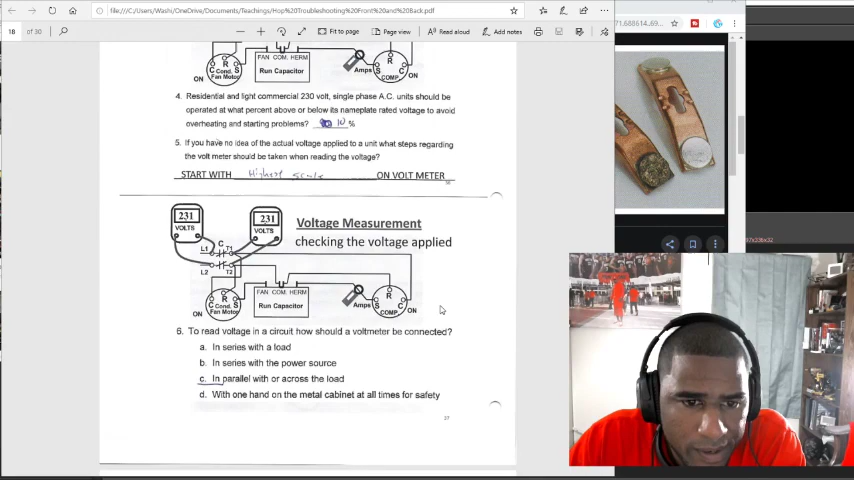 file:///C:/Users/Washi/OneDrive/Documents/Teachings/Hop%20Troubleshooting%20Front%20and%20Back.pdf
71,688614.69...
18 of 30
Fit to page
Page view
Read aloud
Add notes
C R S
Cond.
Fan Motor
ON
FAN COM. HERM
Run Capacitor
Amps
R
S C
COMP.
ON
4. Residential and light commercial 230 volt, single phase A.C. units should be
operated at what percent above or below its nameplate rated voltage to avoid
overheating and starting problems? 10 %
5. If you have no idea of the actual voltage applied to a unit what steps regarding
the volt meter should be taken when reading the voltage?
START WITH Highest scale ON VOLT METER
231
VOLTS
231
VOLTS
Voltage Measurement
checking the voltage applied
L1 C T1
L2 T2
C R S
Cond.
Fan Motor
ON
FAN COM. HERM
Run Capacitor
Amps
R
S C
COMP.
ON
6. To read voltage in a circuit how should a voltmeter be connected?
a. In series with a load
b. In series with the power source
c. In parallel with or across the load
d. With one hand on the metal cabinet at all times for safety